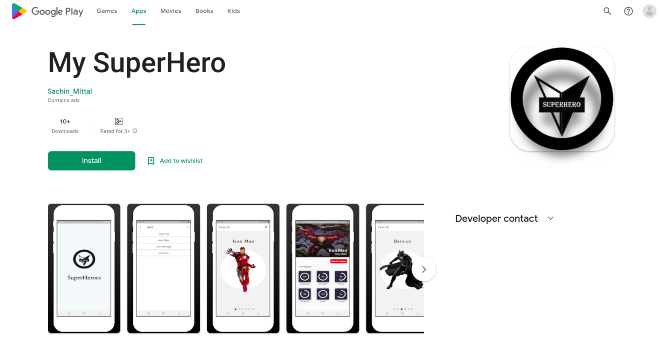 Google Play Games Apps Movies Books Kids
My SuperHero
Sachin_Mittal
Contains ads
10+
Downloads
Rated for 3+
Install
Add to wishlist
SUPERHERO
Developer contact
SuperHeroes
Iron Man
Iron Man
Batman